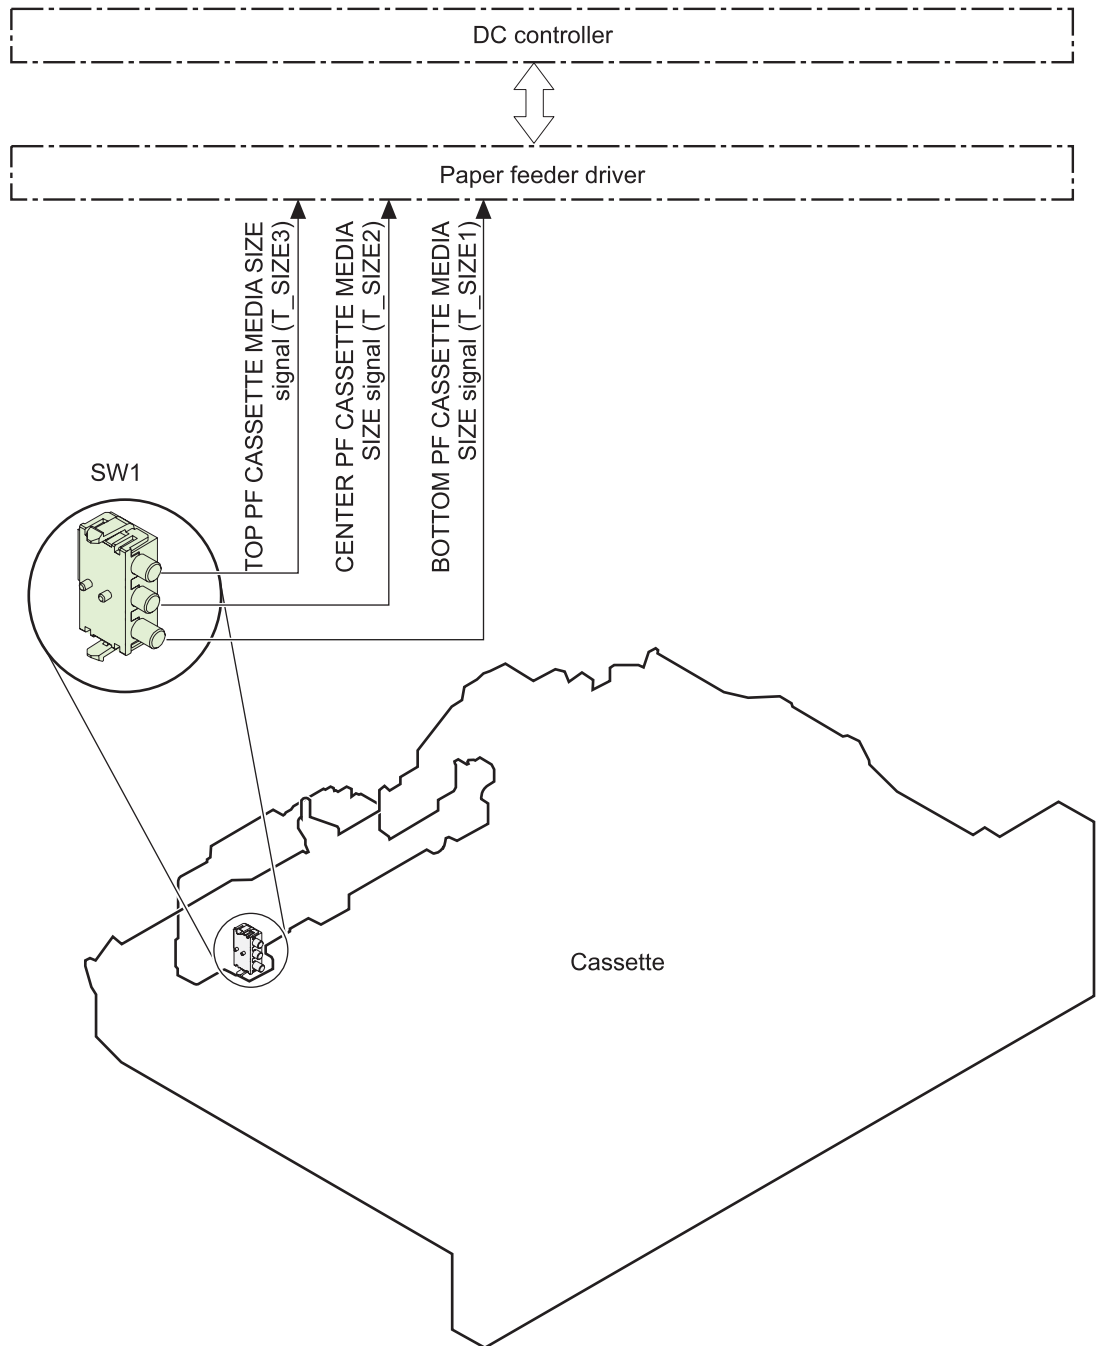 DC controller
Paper feeder driver
TOP PF CASSETTE MEDIA SIZE
signal (T_SIZE3)
CENTER PF CASSETTE MEDIA
SIZE signal (T_SIZE2)
BOTTOM PF CASSETTE MEDIA
SIZE signal (T_SIZE1)
SW1
Cassette